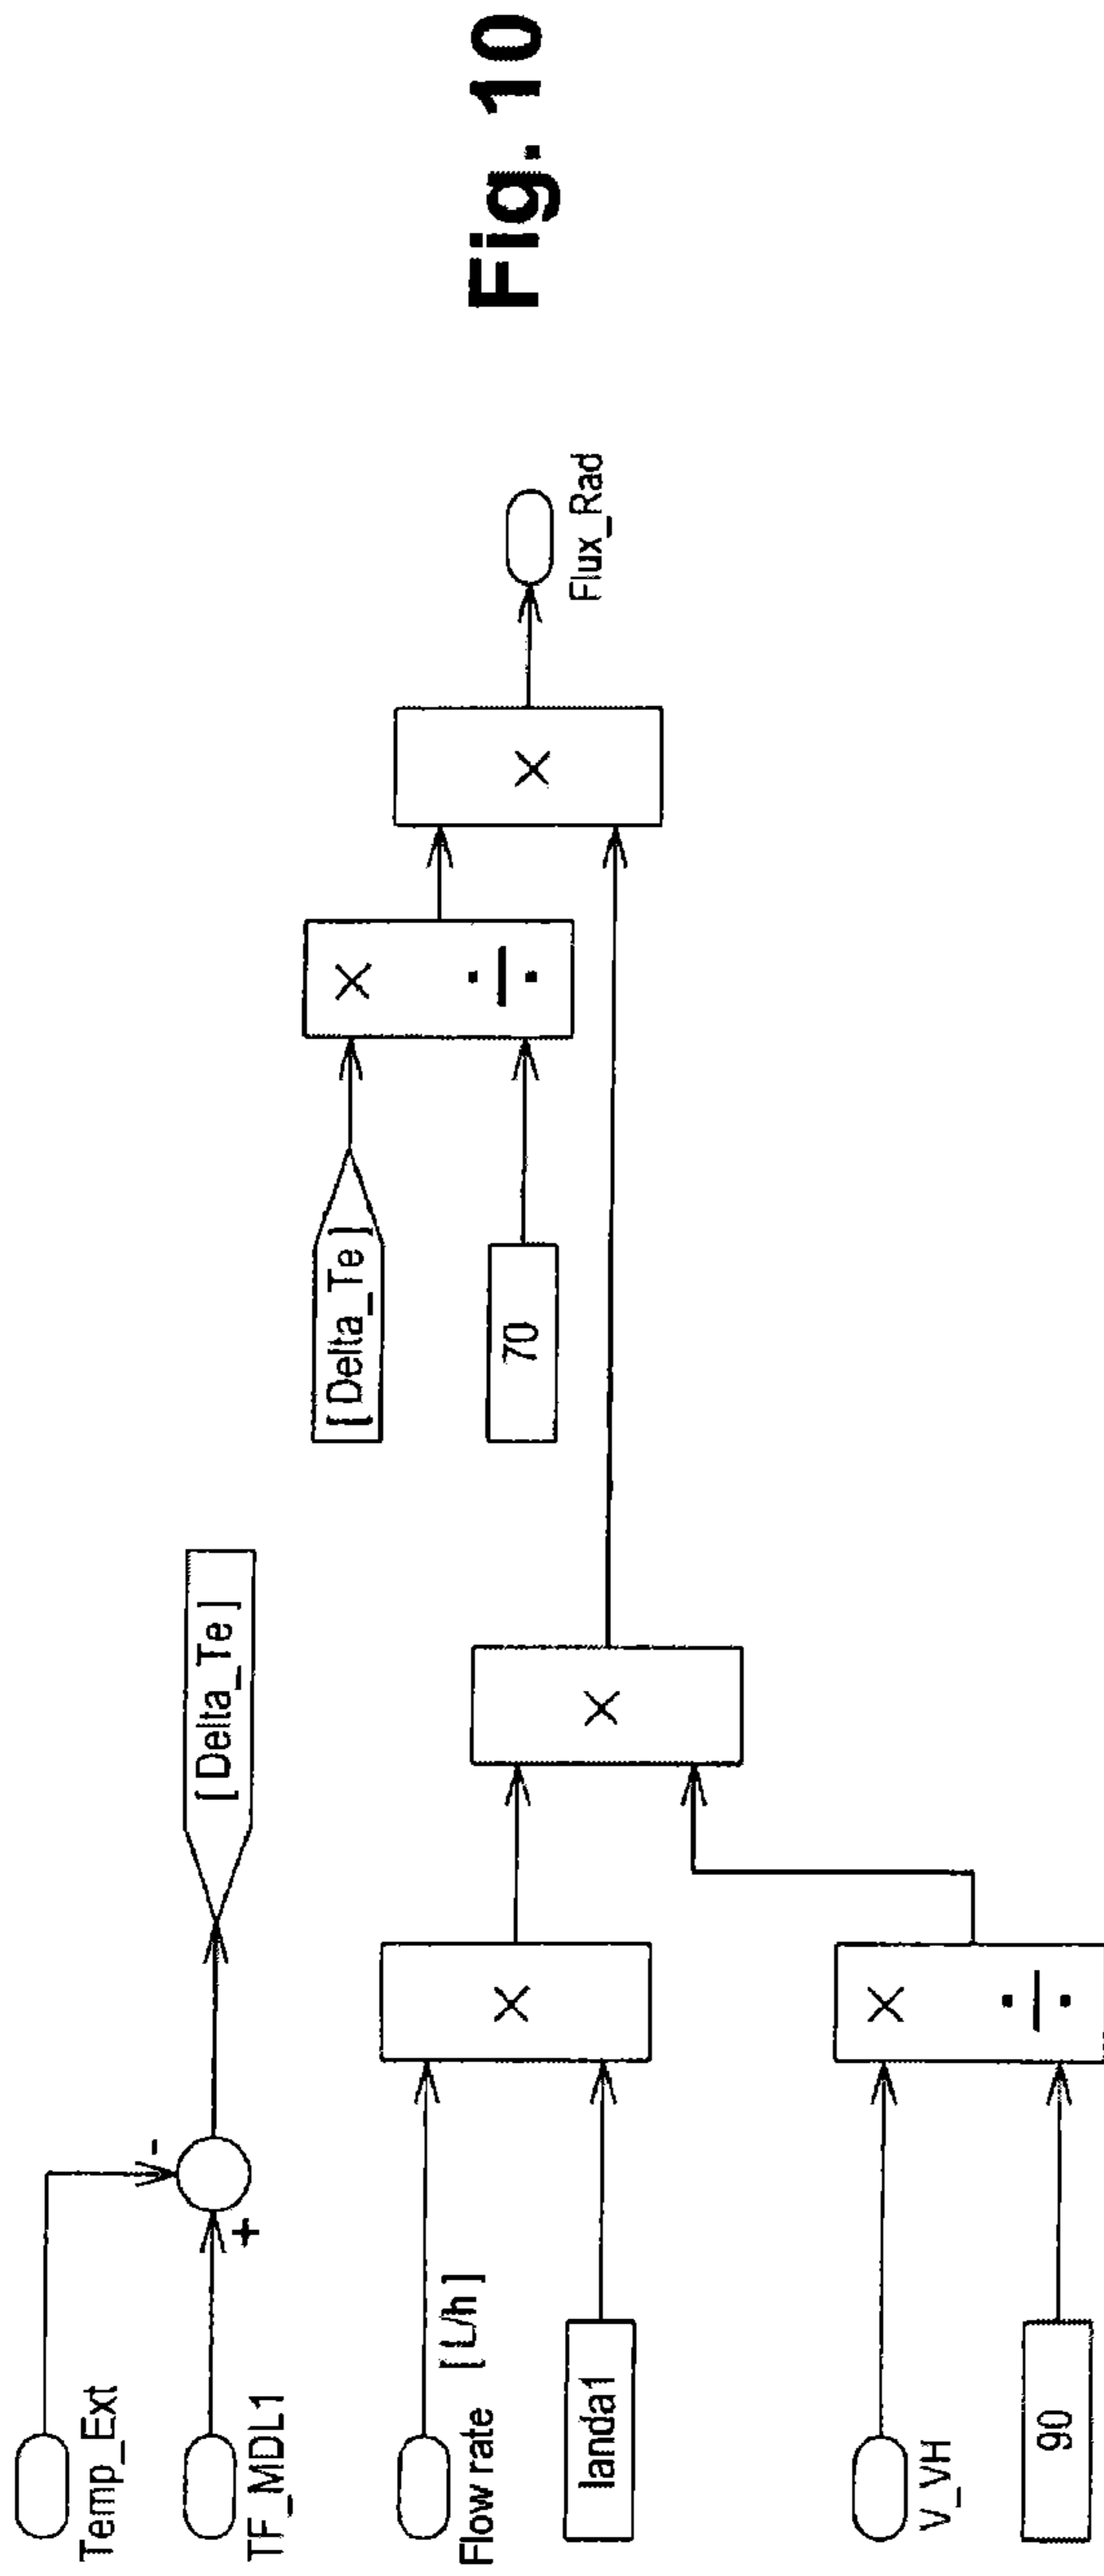 Temp_Ext
TF_MDL1
-
+
[ Delta_Te ]
Flow rate [ L/h ]
landa1
×
V_VH
90
×
÷
×
[ Delta_Te ]
70
×
÷
×
Flux_Rad
Fig. 10